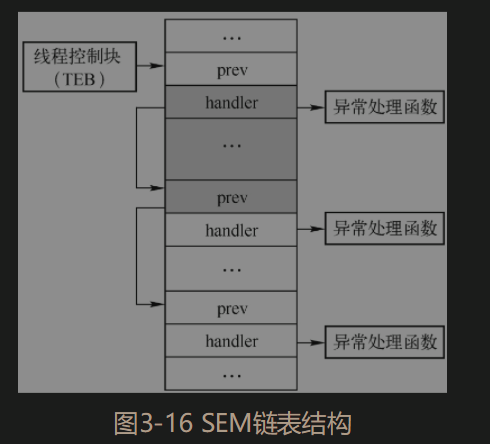 …
线程控制块
（TEB）
prev
handler
异常处理函数
…
prev
handler
异常处理函数
…
prev
handler
异常处理函数
…
图3-16 SEM链表结构